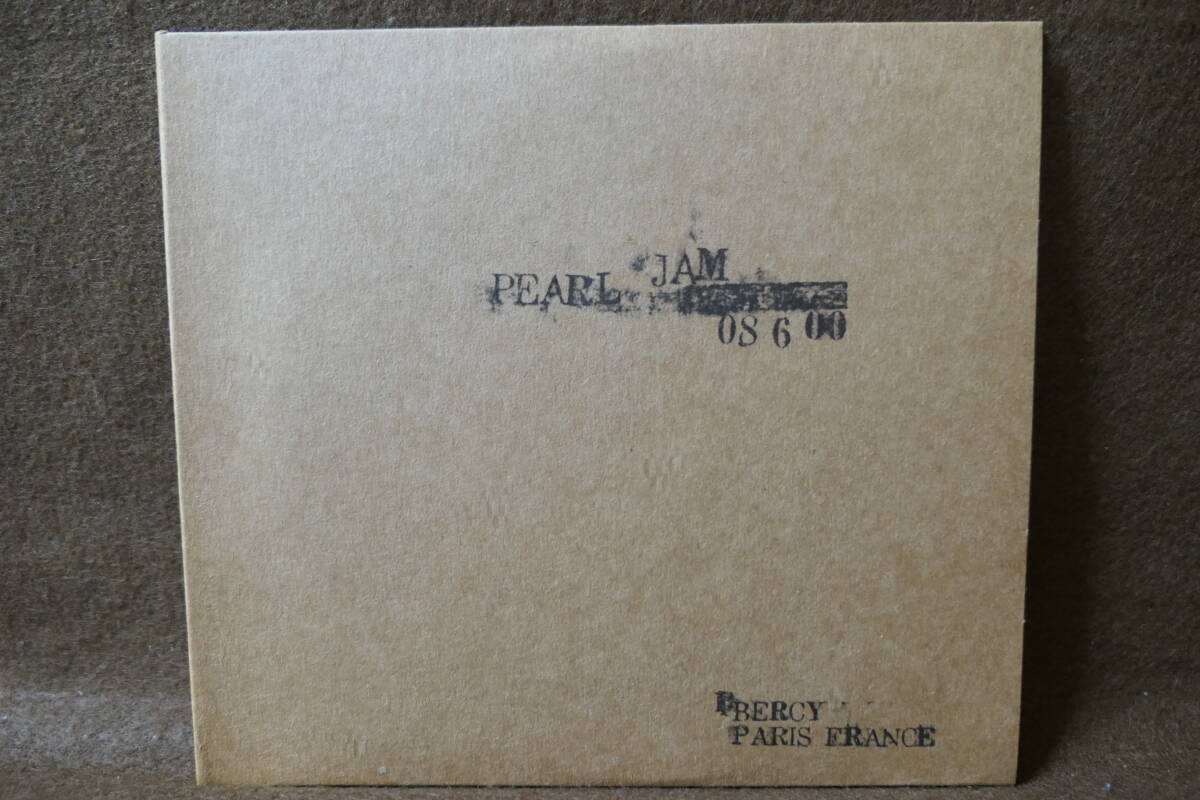 PEARL JAM
08 6 00
BERCY
PARIS FRANCE